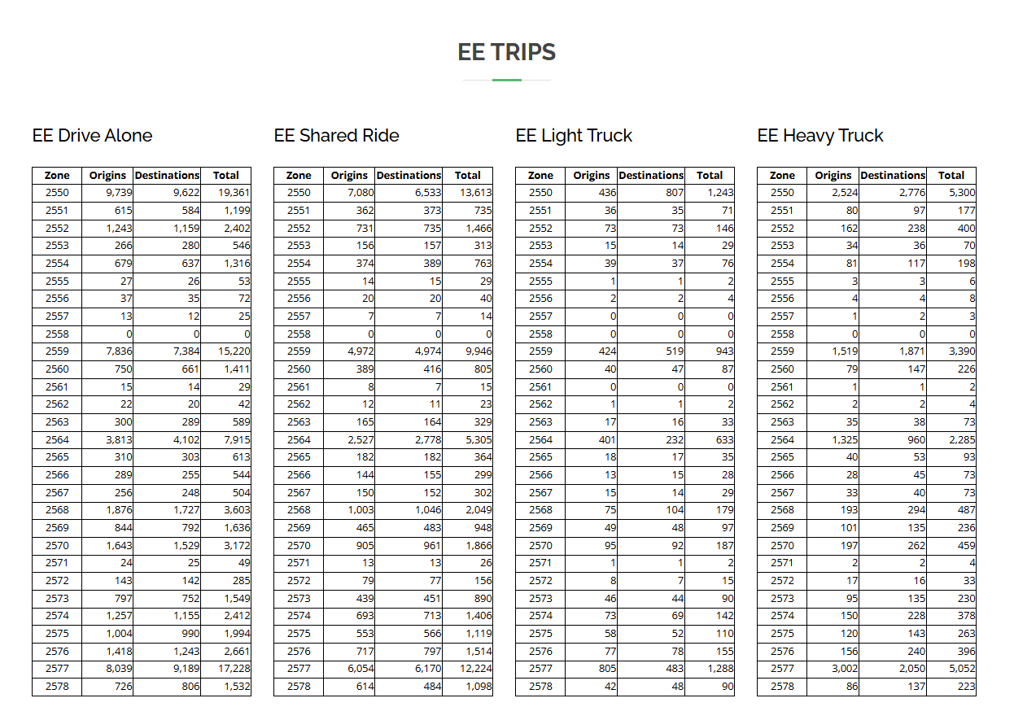 EE TRIPS
EE Drive Alone
Zone Origins Destinations Total
2550 9,739 9,622 19,361
2551 615 584 1,199
2552 1,243 1,159 2,402
2553 266 280 546
2554 679 637 1,316
2555 27 26 53
2556 37 35 72
2557 13 12 25
2558 0 0 0
2559 7,836 7,384 15,220
2560 750 661 1,411
2561 15 14 29
2562 22 20 42
2563 300 289 589
2564 3,813 4,102 7,915
2565 310 303 613
2566 289 255 544
2567 256 248 504
2568 1,876 1,727 3,603
2569 844 792 1,636
2570 1,643 1,529 3,172
2571 24 25 49
2572 143 142 285
2573 797 752 1,549
2574 1,257 1,155 2,412
2575 1,004 990 1,994
2576 1,418 1,243 2,661
2577 8,039 9,189 17,228
2578 726 806 1,532
EE Shared Ride
Zone Origins Destinations Total
2550 7,080 6,533 13,613
2551 362 373 735
2552 731 735 1,466
2553 156 157 313
2554 374 389 763
2555 14 15 29
2556 20 20 40
2557 7 7 14
2558 0 0 0
2559 4,972 4,974 9,946
2560 389 416 805
2561 8 7 15
2562 12 11 23
2563 165 164 329
2564 2,527 2,778 5,305
2565 182 182 364
2566 144 155 299
2567 150 152 302
2568 1,003 1,046 2,049
2569 465 483 948
2570 905 961 1,866
2571 13 13 26
2572 79 77 156
2573 439 451 890
2574 693 713 1,406
2575 553 566 1,119
2576 717 797 1,514
2577 6,054 6,170 12,224
2578 614 484 1,098
EE Light Truck
Zone Origins Destinations Total
2550 436 807 1,243
2551 36 35 71
2552 73 73 146
2553 15 14 29
2554 39 37 76
2555 1 1 2
2556 2 2 4
2557 0 0 0
2558 0 0 0
2559 424 519 943
2560 40 47 87
2561 0 0 0
2562 1 1 2
2563 17 16 33
2564 401 232 633
2565 18 17 35
2566 13 15 28
2567 15 14 29
2568 75 104 179
2569 49 48 97
2570 95 92 187
2571 1 1 2
2572 8 7 15
2573 46 44 90
2574 73 69 142
2575 58 52 110
2576 77 78 155
2577 805 483 1,288
2578 42 48 90
EE Heavy Truck
Zone Origins Destinations Total
2550 2,524 2,776 5,300
2551 80 97 177
2552 162 238 400
2553 34 36 70
2554 81 117 198
2555 3 3 6
2556 4 4 8
2557 1 2 3
2558 0 0 0
2559 1,519 1,871 3,390
2560 79 147 226
2561 1 1 2
2562 2 2 4
2563 35 38 73
2564 1,325 960 2,285
2565 40 53 93
2566 28 45 73
2567 33 40 73
2568 193 294 487
2569 101 135 236
2570 197 262 459
2571 2 2 4
2572 17 16 33
2573 95 135 230
2574 150 228 378
2575 120 143 263
2576 156 240 396
2577 3,002 2,050 5,052
2578 86 137 223